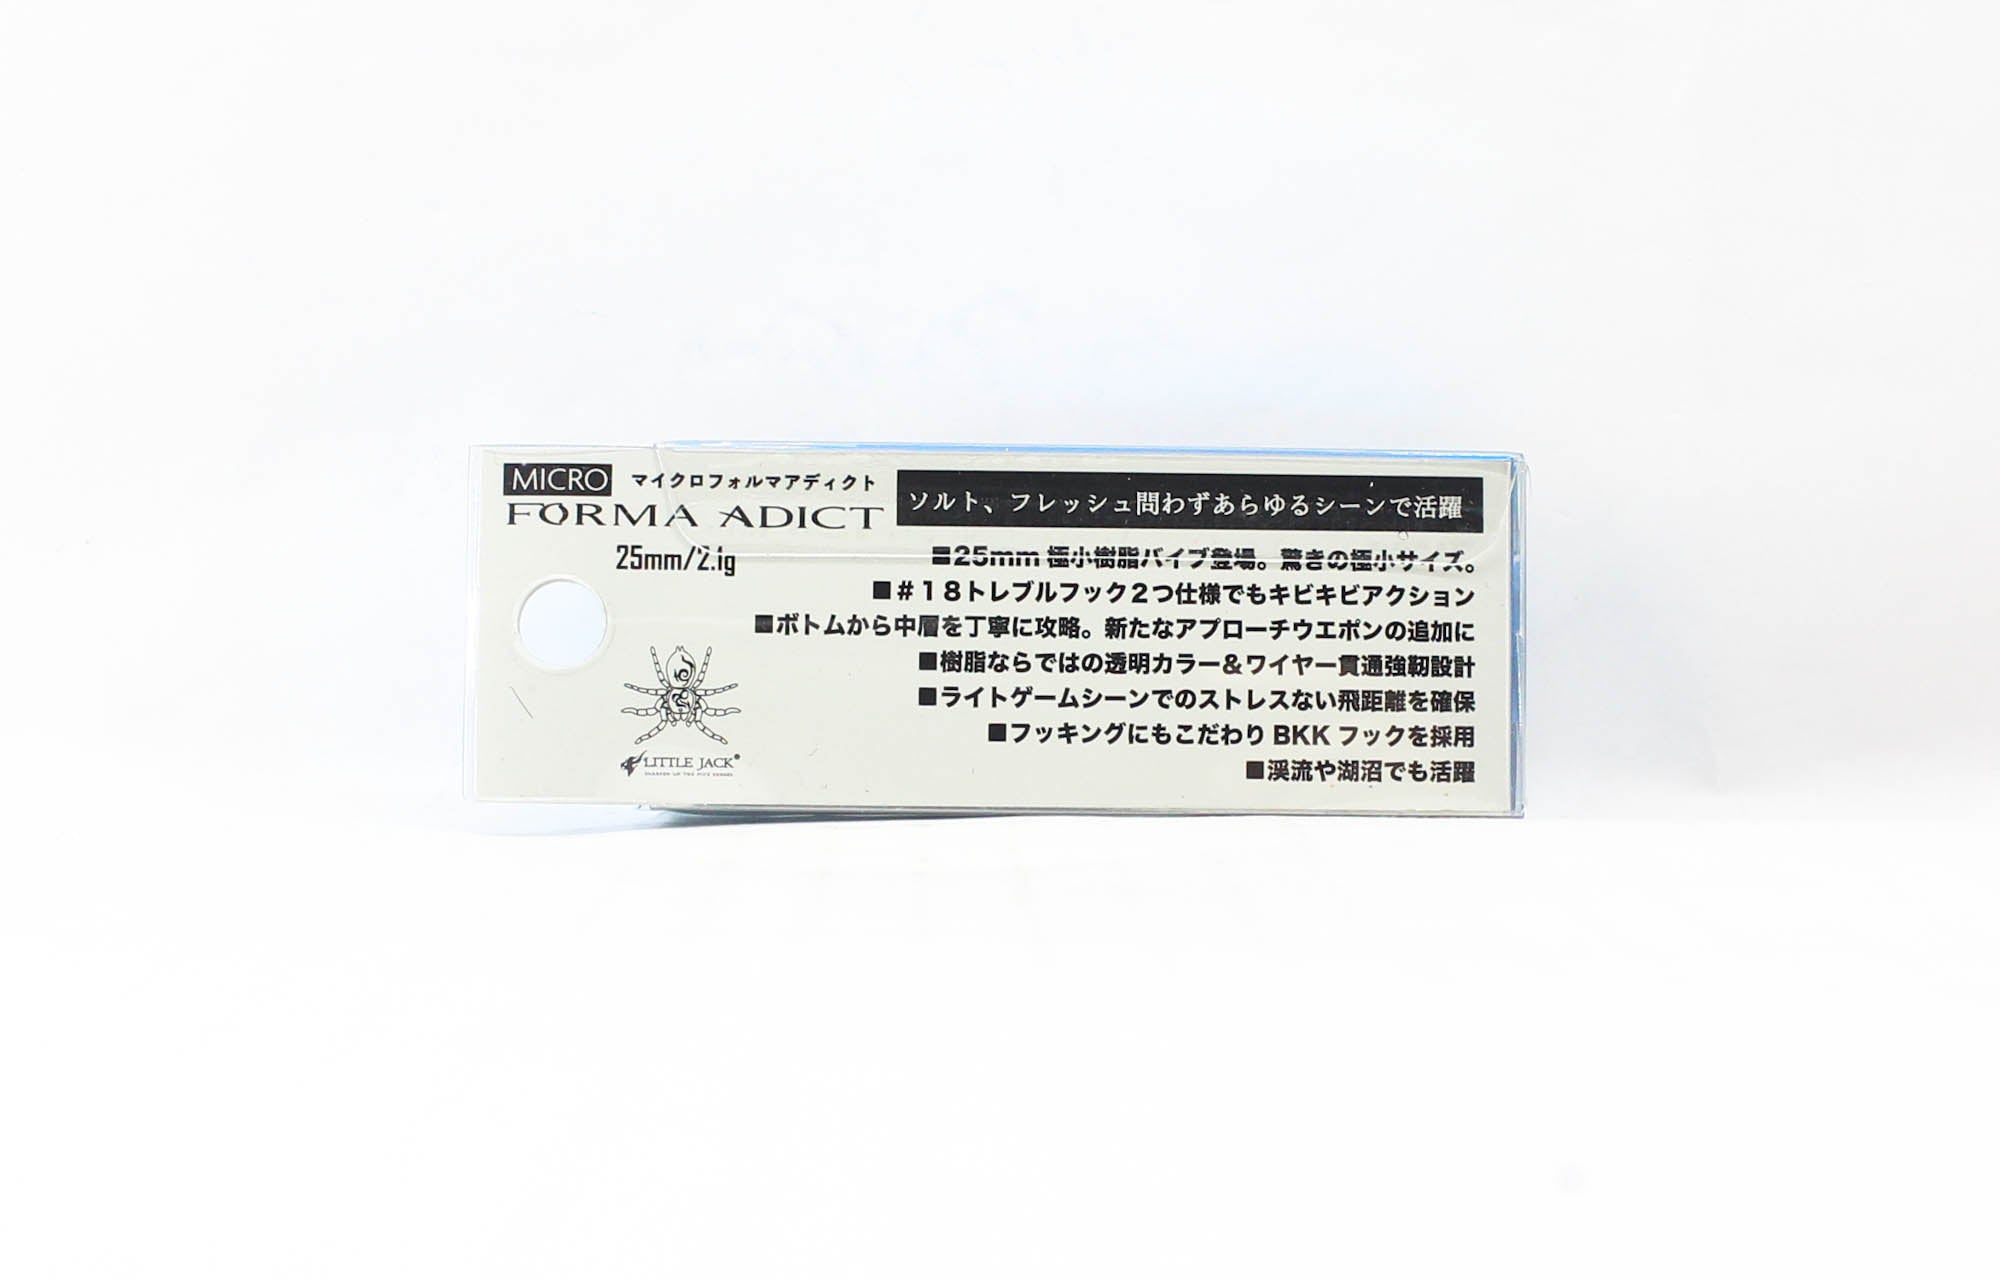 MICRO マイクロフォルマアディクト
FORMA ADICT
25mm/2.1g
ソルト、フレッシュ問わずあらゆるシーンで活躍
■25mm 極小樹脂バイブ登場。驚きの極小サイズ。
■#18トレブルフック2つ仕様でもキビキビアクション
■ボトムから中層を丁寧に攻略。新たなアプローチウエポンの追加に
■樹脂ならではの透明カラー&ワイヤー貫通強靭設計
■ライトゲームシーンでのストレスない飛距離を確保
■フッキングにもこだわり BKK フックを採用
■渓流や湖沼でも活躍
LITTLE JACK®